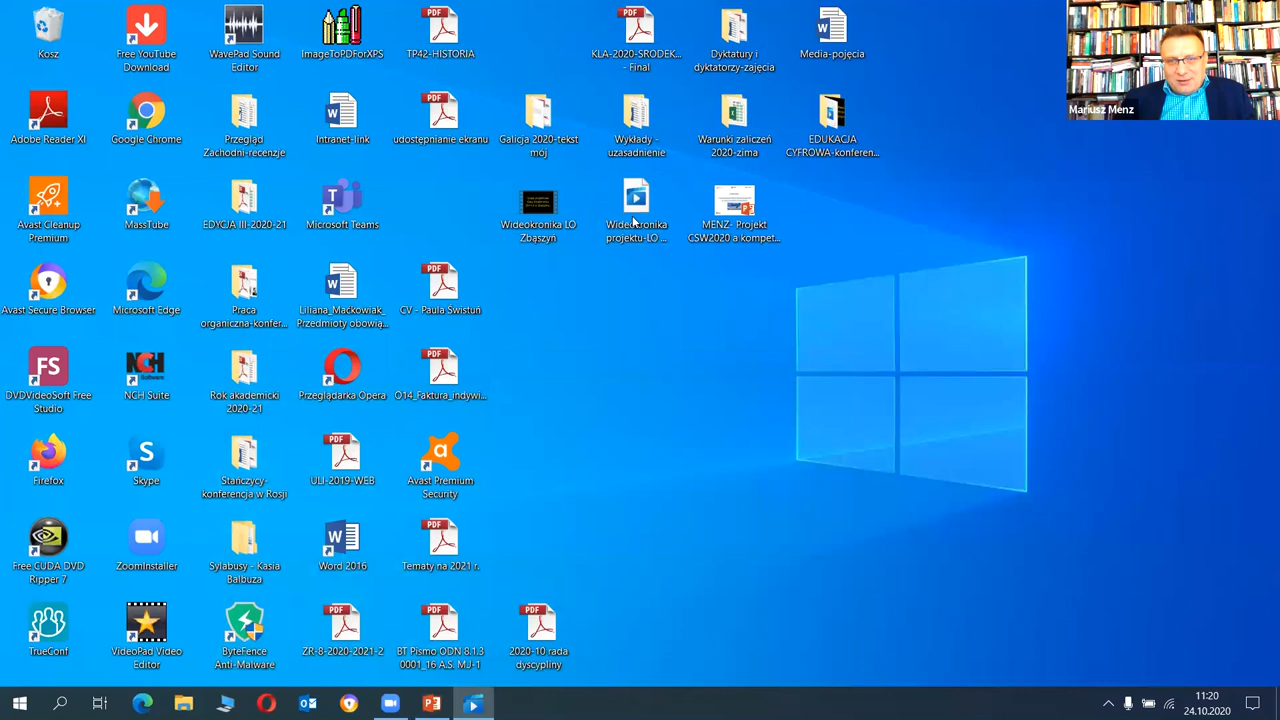 Kosz
Free YouTube
Download
WavePad Sound
Editor
ImageToPDForXPS
TP42-HISTORIA
KLA-2020-SRODEK...
- Final
Dyktatury i
dyktatorzy-zajęcia
Media-pojęcia
Mariusz Menz
Adobe Reader XI
Google Chrome
Przegląd
Zachodni-recenzje
Intranet-link
udostępnianie ekranu
Galicja 2020-tekst
mój
Wykłady -
uzasadnienie
Warunki zaliczeń
2020-zima
EDUKACJA
CYFROWA-konferen...
Avast Cleanup
Premium
MassTube
EDYCJA III-2020-21
Microsoft Teams
Wideokronika LO
Zbąszyń
Wideokronika
projektu-LO ...
MENZ- Projekt
CSW2020 a kompet...
Avast Secure Browser
Microsoft Edge
Praca
organiczna-konfer...
Liliana_Maćkowiak_
Przedmioty obowią...
CV - Paula Świstuń
DVDVideoSoft Free
Studio
NCH Suite
Rok akademicki
2020-21
Przeglądarka Opera
O14_Faktura_indywi...
Firefox
Skype
Stańczycy-
konferencja w Rosji
ULI-2019-WEB
Avast Premium
Security
Free CUDA DVD
Ripper 7
ZoomInstaller
Sylabusy - Kasia
Balbuza
Word 2016
Tematy na 2021 r.
TrueConf
VideoPad Video
Editor
ByteFence
Anti-Malware
ZR-8-2020-2021-2
BT Pismo ODN 8.1.3
0001_16 A.S. MJ-1
2020-10 rada
dyscypliny
11:20
24.10.2020